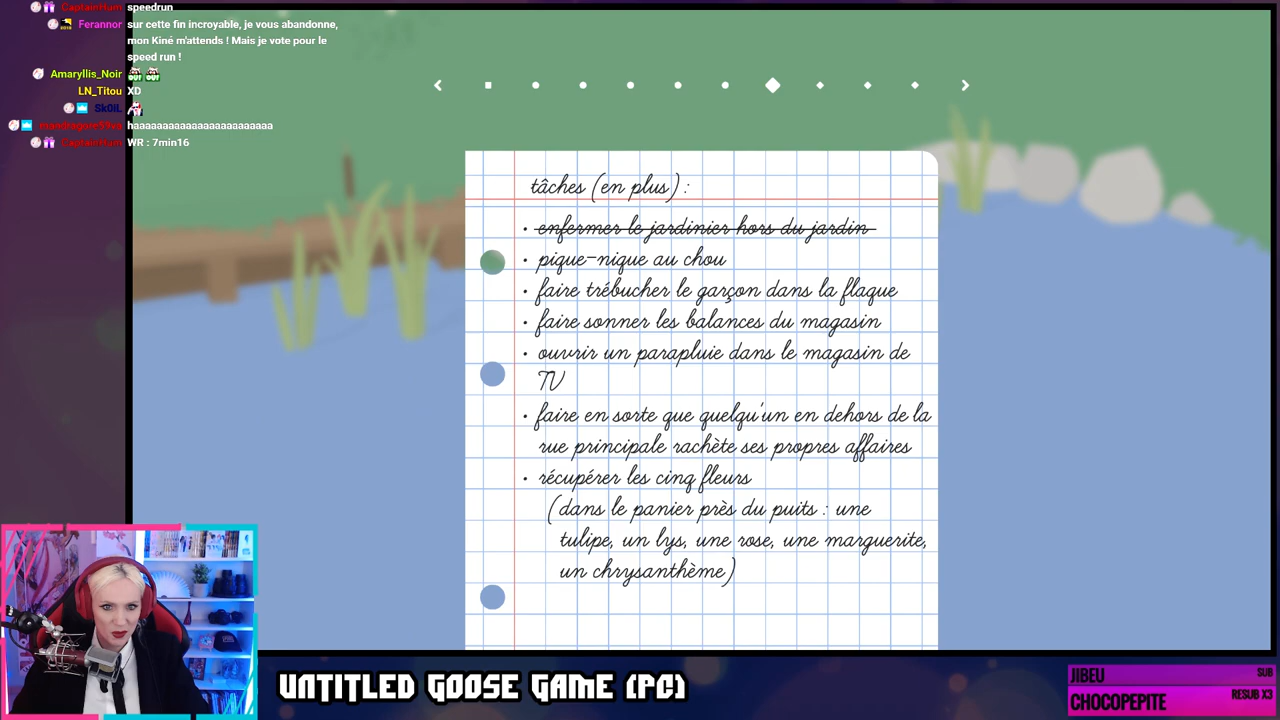 CaptainHum speedrun
Ferannor sur cette fin incroyable, je vous abandonne,
mon Kiné m'attends ! Mais je vote pour le
speed run !
Amaryllis_Noir
LN_Titou XD
Sk0lL
mandragore59va haaaaaaaaaaaaaaaaaaaaaaaa
CaptainHum WR : 7min16
tâches (en plus) :
• enfermer le jardinier hors du jardin
• pique-nique au chou
• faire trébucher le garçon dans la flaque
• faire sonner les balances du magasin
• ouvrir un parapluie dans le magasin de
TV
• faire en sorte que quelqu'un en dehors de la
rue principale rachète ses propres affaires
• récupérer les cinq fleurs
(dans le panier près du puits : une
tulipe, un lys, une rose, une marguerite,
un chrysanthème)
UNTITLED GOOSE GAME (PC)
JIBEU SUB
CHOCOPEPITE RESUB X3